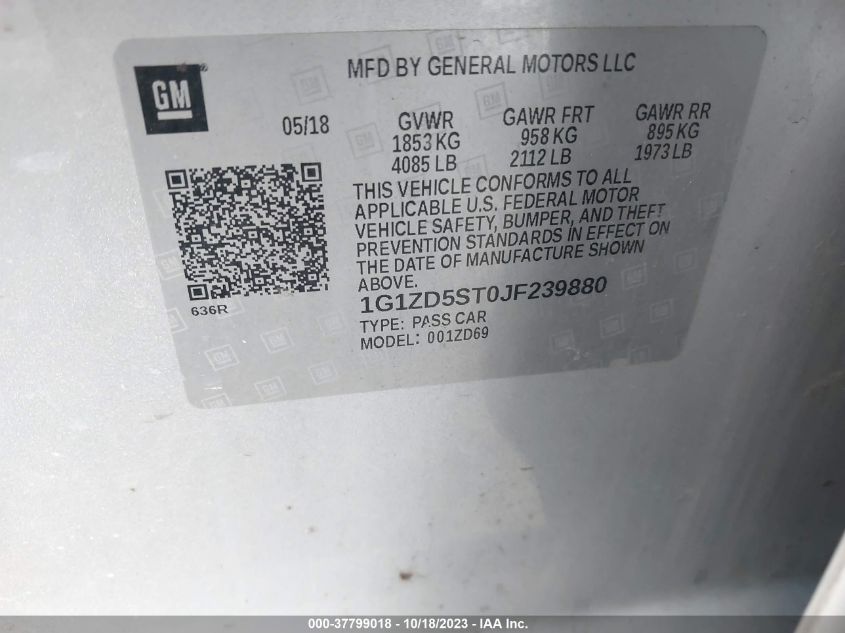 GM
®
MFD BY GENERAL MOTORS LLC
05/18
GVWR
1853 KG
4085 LB
GAWR FRT
958 KG
2112 LB
GAWR RR
895 KG
1973 LB
THIS VEHICLE CONFORMS TO ALL
APPLICABLE U.S. FEDERAL MOTOR
VEHICLE SAFETY, BUMPER, AND THEFT
PREVENTION STANDARDS IN EFFECT ON
THE DATE OF MANUFACTURE SHOWN
ABOVE.
636R
1G1ZD5ST0JF239880
TYPE: PASS CAR
MODEL: 001ZD69
000-37799018 - 10/18/2023 - IAA Inc.